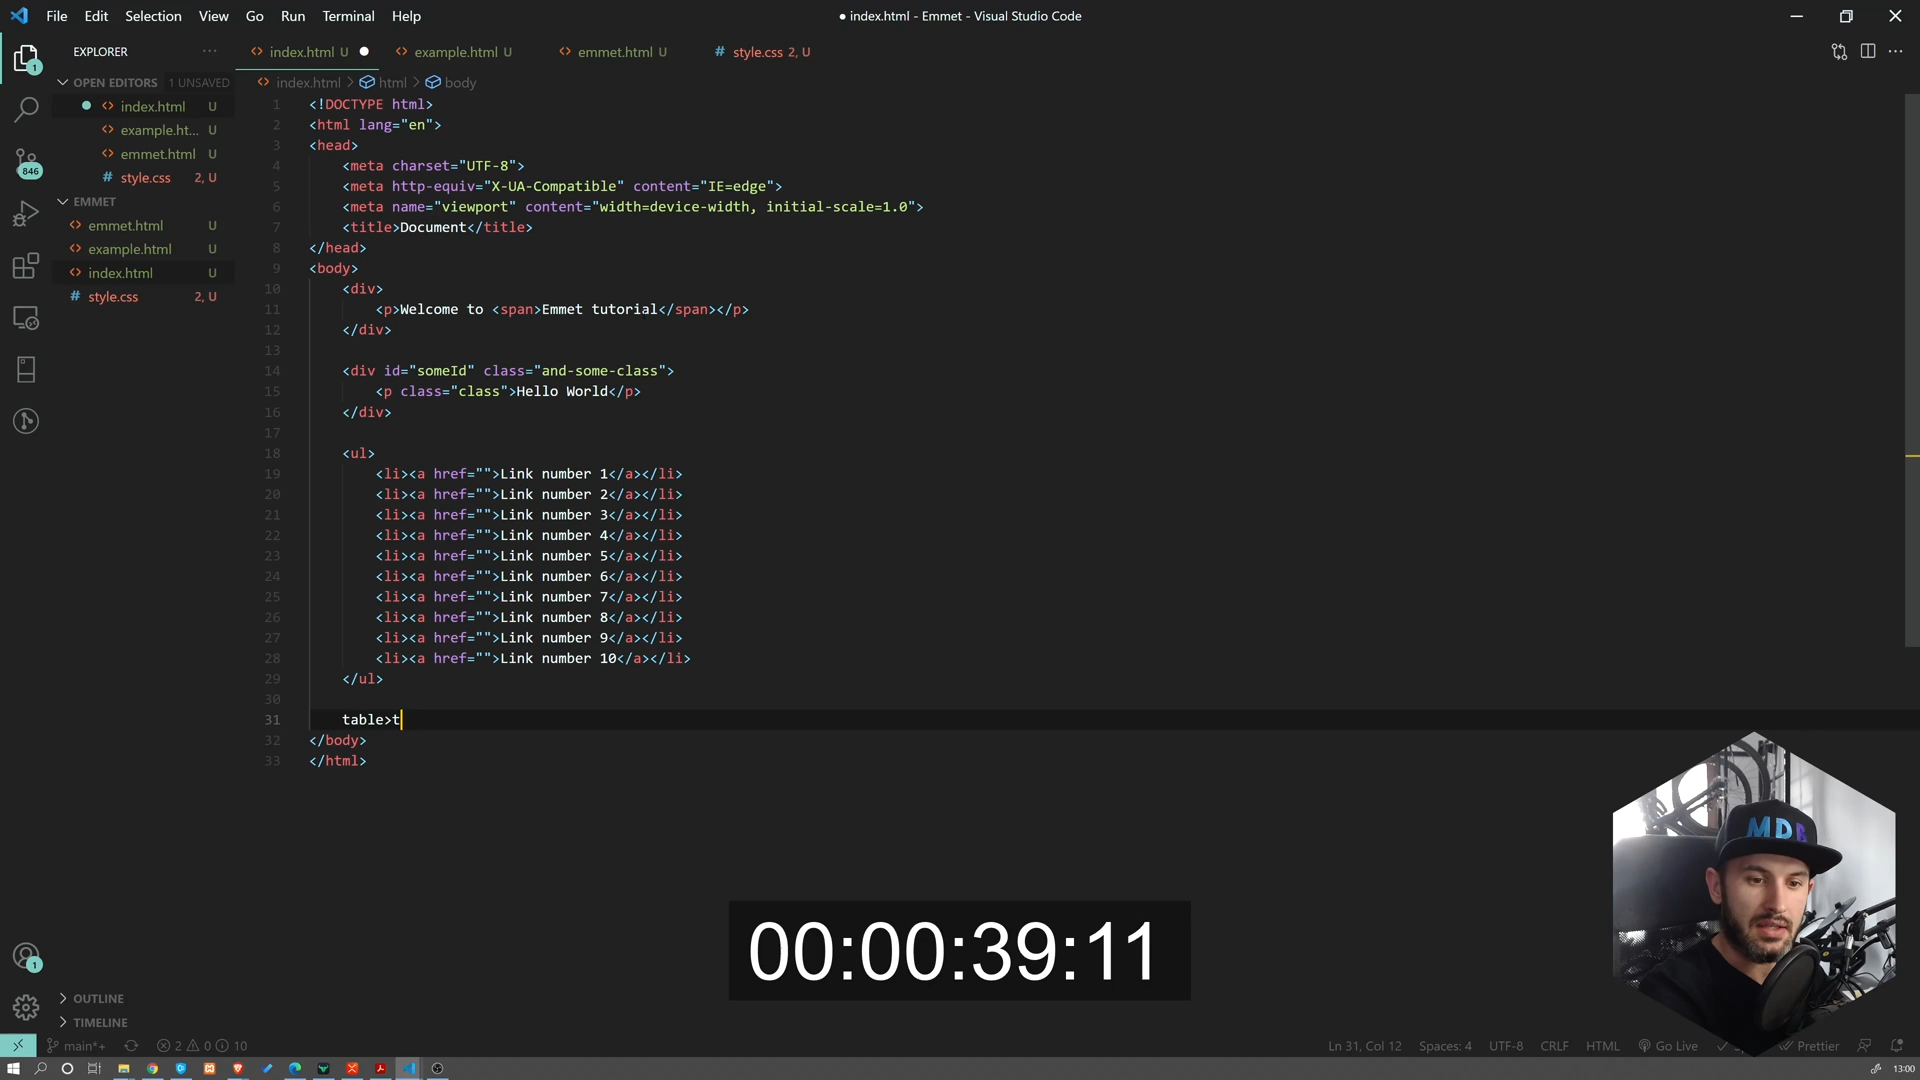 File Edit Selection View Go Run Terminal Help
● index.html - Emmet - Visual Studio Code
EXPLORER ···
index.html U ●
example.html U
emmet.html U
# style.css 2, U
OPEN EDITORS 1 UNSAVED
index.html > html > body
index.html U
example.ht... U
emmet.html U
# style.css 2, U
EMMET
emmet.html U
example.html U
index.html U
# style.css 2, U
1
846
1
1 <!DOCTYPE html>
2 <html lang="en">
3 <head>
4 <meta charset="UTF-8">
5 <meta http-equiv="X-UA-Compatible" content="IE=edge">
6 <meta name="viewport" content="width=device-width, initial-scale=1.0">
7 <title>Document</title>
8 </head>
9 <body>
10 <div>
11 <p>Welcome to <span>Emmet tutorial</span></p>
12 </div>
13
14 <div id="someId" class="and-some-class">
15 <p class="class">Hello World</p>
16 </div>
17
18 <ul>
19 <li><a href="">Link number 1</a></li>
20 <li><a href="">Link number 2</a></li>
21 <li><a href="">Link number 3</a></li>
22 <li><a href="">Link number 4</a></li>
23 <li><a href="">Link number 5</a></li>
24 <li><a href="">Link number 6</a></li>
25 <li><a href="">Link number 7</a></li>
26 <li><a href="">Link number 8</a></li>
27 <li><a href="">Link number 9</a></li>
28 <li><a href="">Link number 10</a></li>
29 </ul>
30
31 table>t
32 </body>
33 </html>
MDB
00:00:39:11
OUTLINE
TIMELINE
main*+ 2 0 10
Ln 31, Col 12 Spaces: 4 UTF-8 CRLF HTML Go Live Prettier
13:00